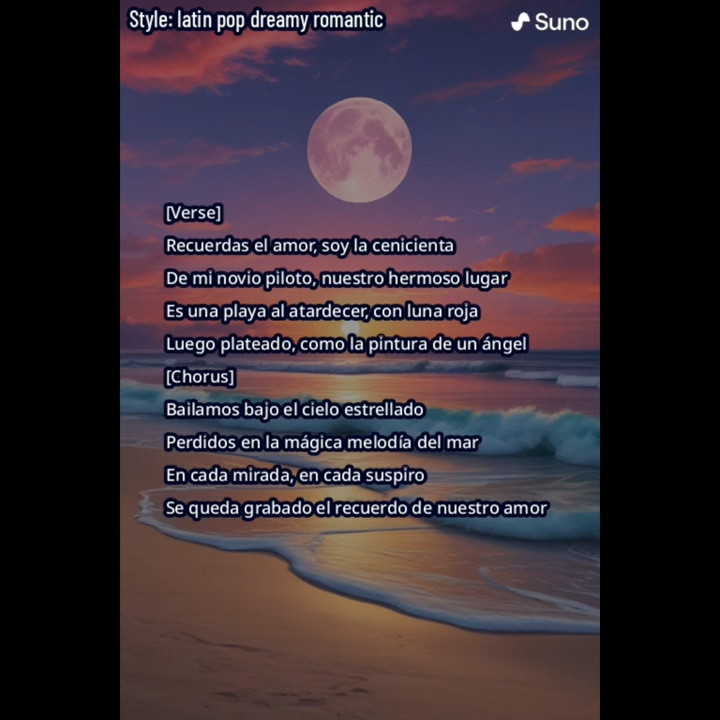 Style: latin pop dreamy romantic
Suno
[Verse]
Recuerdas el amor, soy la cenicienta
De mi novio piloto, nuestro hermoso lugar
Es una playa al atardecer, con luna roja
Luego plateado, como la pintura de un ángel
[Chorus]
Bailamos bajo el cielo estrellado
Perdidos en la mágica melodía del mar
En cada mirada, en cada suspiro
Se queda grabado el recuerdo de nuestro amor